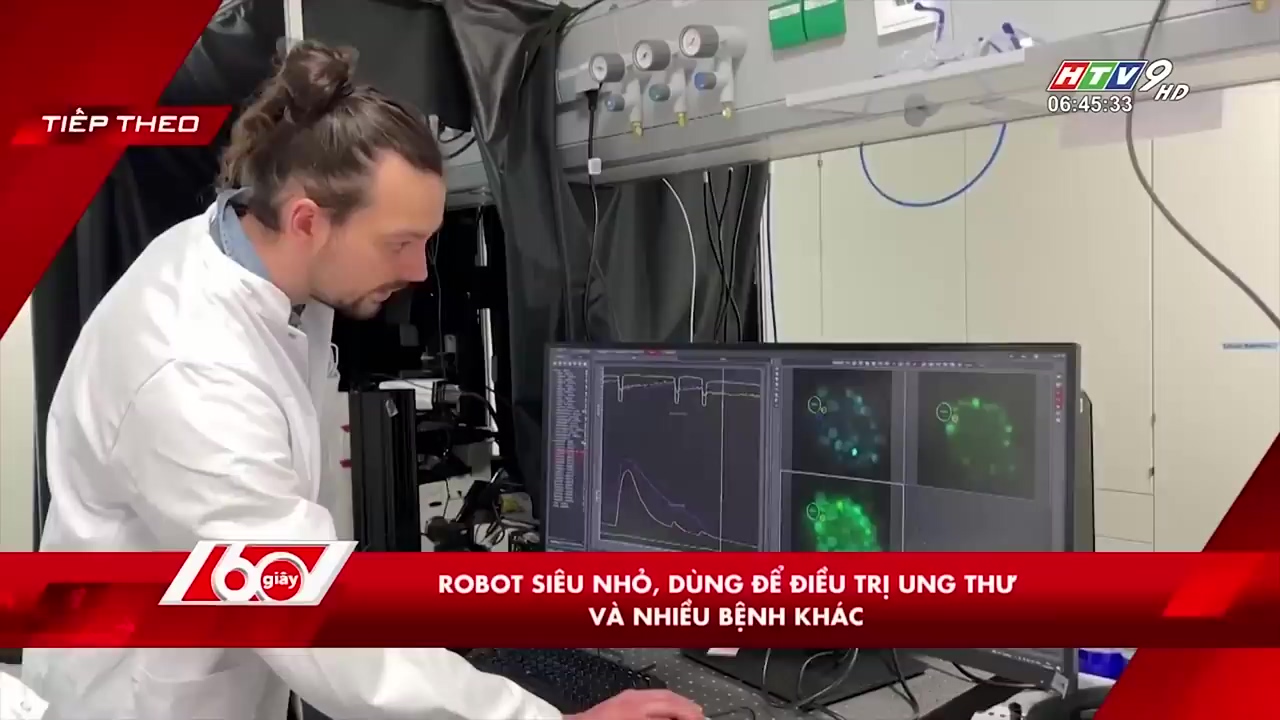 HTV9 HD
06:45:33
TIẾP THEO
60 giây
ROBOT SIÊU NHỎ, DÙNG ĐỂ ĐIỀU TRỊ UNG THƯ
VÀ NHIỀU BỆNH KHÁC